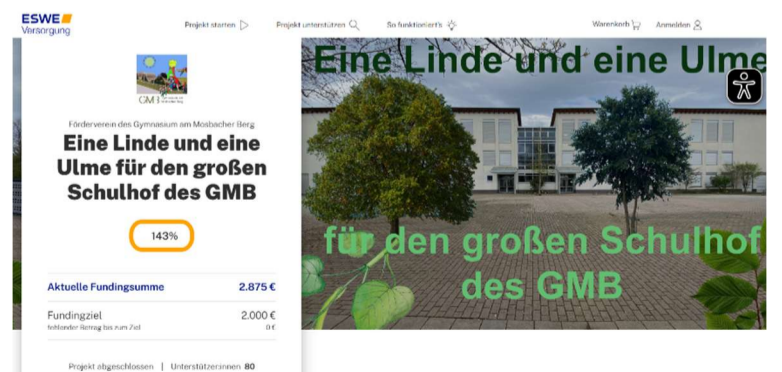 ESWE
Versorgung
Projekt starten
Projekt unterstützen
So funktioniert's
Warenkorb
Anmelden
GMB
Förderverein des Gymnasium am Mosbacher Berg
Eine Linde und eine
Ulme für den großen
Schulhof des GMB
143%
Aktuelle Fundingsumme 2.875 €
Fundingziel 2.000 €
fehlender Betrag bis zum Ziel 0 €
Projekt abgeschlossen | Unterstützer:innen 80
Eine Linde und eine Ulme
für den großen Schulhof
des GMB